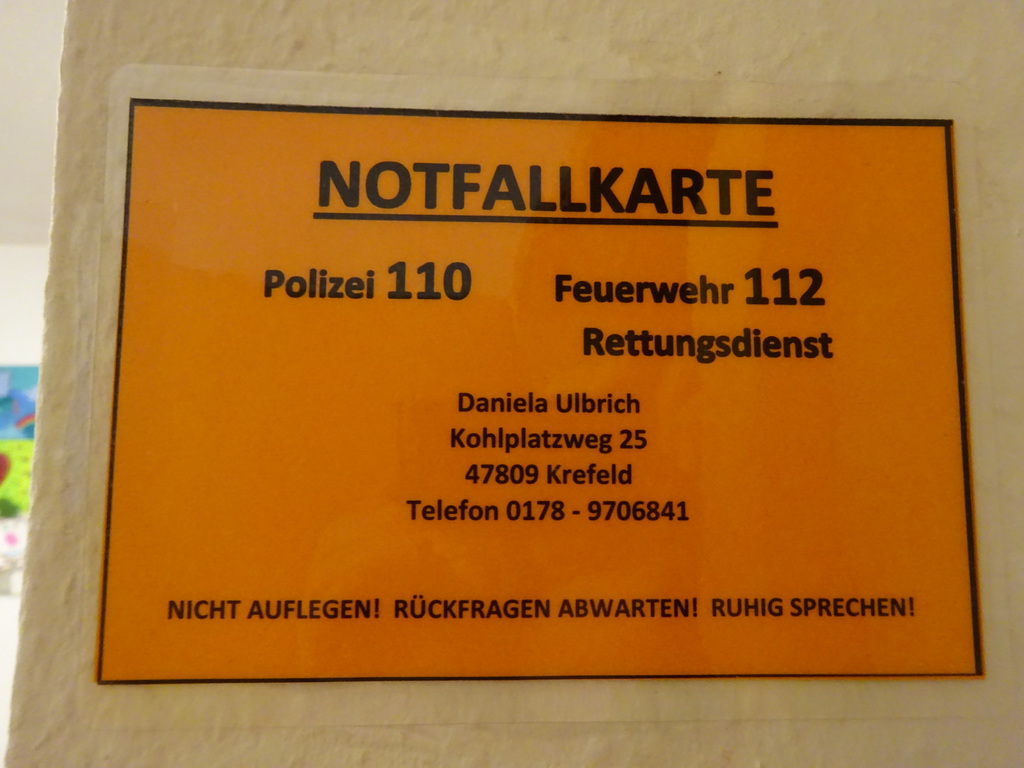 NOTFALLKARTE
Polizei 110 Feuerwehr 112
Rettungsdienst
Daniela Ulbrich
Kohlplatzweg 25
47809 Krefeld
Telefon 0178 - 9706841
NICHT AUFLEGEN! RÜCKFRAGEN ABWARTEN! RUHIG SPRECHEN!